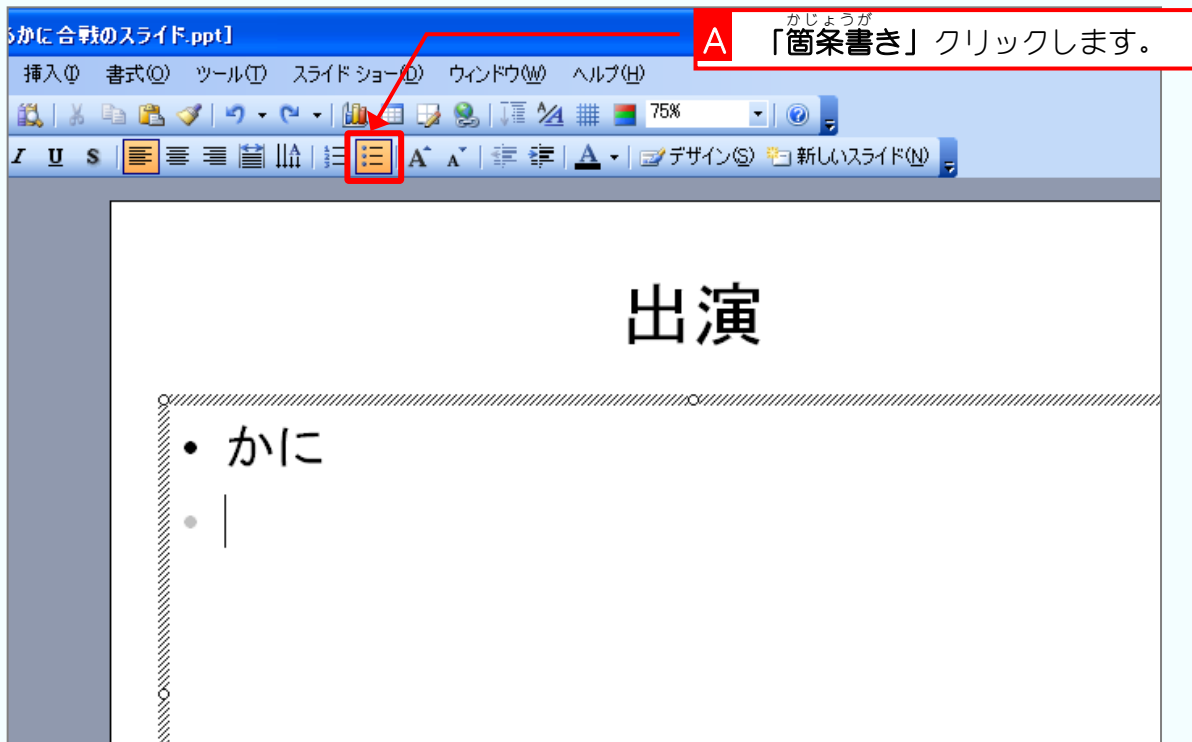 るかに合戦のスライド.ppt]
A
かじょうが
「箇条書き」クリックします。
挿入(I) 書式(O) ツール(T) スライド ショー(D) ウィンドウ(W) ヘルプ(H)
75%
I U S A A A デザイン(S) 新しいスライド(N)
出演
• かに
•